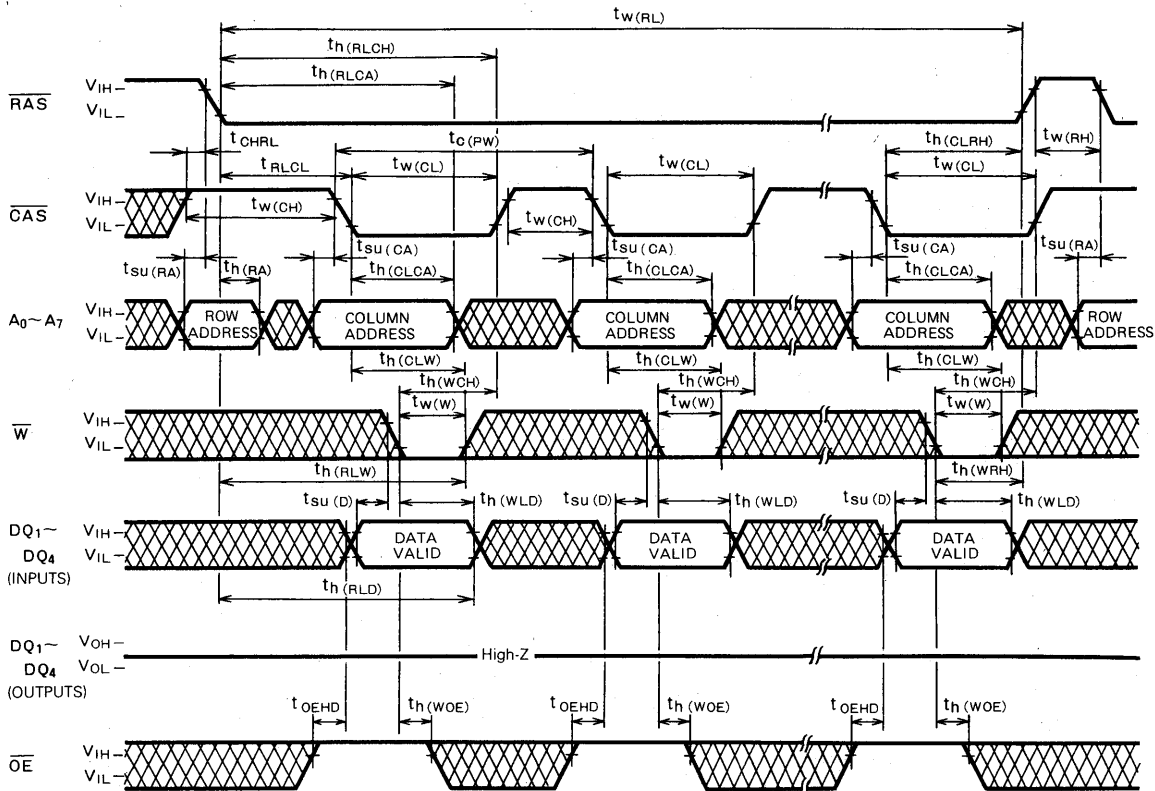 tw(RL)
th(RLCH)
th(RLCA)
RAS
VIH
VIL
tCHRL
tRLCL
tC(PW)
tw(CL)
tw(CL)
th(CLRH)
tw(CL)
tw(RH)
CAS
VIH
VIL
tw(CH)
tw(CH)
tsu(RA)
th(RA)
tsu(CA)
th(CLCA)
tsu(CA)
th(CLCA)
tsu(CA)
th(CLCA)
tsu(RA)
A0~A7
VIH
VIL
ROW ADDRESS
COLUMN ADDRESS
COLUMN ADDRESS
COLUMN ADDRESS
ROW ADDRESS
th(CLW)
th(WCH)
tw(W)
th(CLW)
th(WCH)
tw(W)
th(CLW)
th(WCH)
tw(W)
W
VIH
VIL
th(RLW)
th(WRH)
tsu(D)
th(WLD)
tsu(D)
th(WLD)
tsu(D)
th(WLD)
DQ1~
DQ4
(INPUTS)
VIH
VIL
DATA VALID
DATA VALID
DATA VALID
th(RLD)
DQ1~
DQ4
(OUTPUTS)
VOH
VOL
High-Z
tOEHD
th(WOE)
tOEHD
th(WOE)
tOEHD
th(WOE)
OE
VIH
VIL